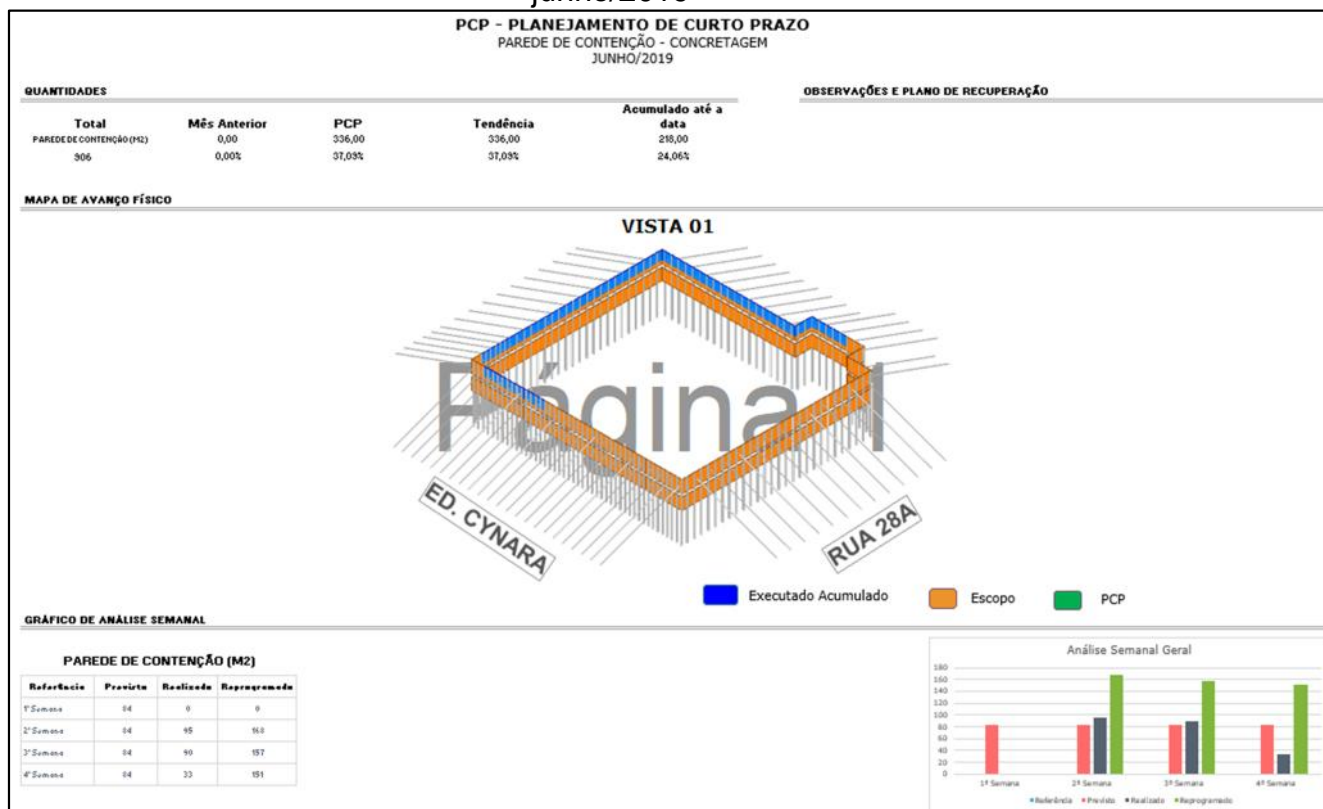 junho/2019
PCP - PLANEJAMENTO DE CURTO PRAZO
PAREDE DE CONTENÇÃO - CONCRETAGEM
JUNHO/2019
QUANTIDADES
OBSERVAÇÕES E PLANO DE RECUPERAÇÃO
Total Mês Anterior PCP Tendência Acumulado até a data
PAREDE DE CONTENÇÃO (M2) 0,00 336,00 336,00 218,00
906 0,00% 37,09% 37,09% 24,06%
MAPA DE AVANÇO FÍSICO
VISTA 01
Página 1
ED. CYNARA
RUA 28A
Executado Acumulado Escopo PCP
GRÁFICO DE ANÁLISE SEMANAL
PAREDE DE CONTENÇÃO (M2)
Referência Previsto Realizado Reprogramado
1ª Semana 84 0 0
2ª Semana 84 95 168
3ª Semana 84 90 157
4ª Semana 84 33 151
Análise Semanal Geral
180
160
140
120
100
80
60
40
20
0
1ª Semana 2ª Semana 3ª Semana 4ª Semana
Referência Previsto Realizado Reprogramado